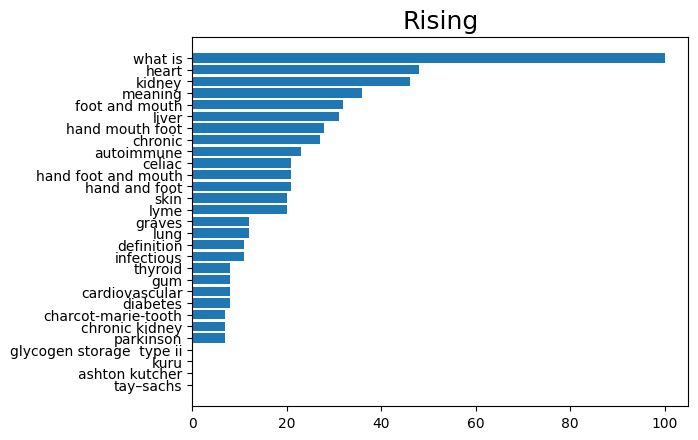 Rising
what is
heart
kidney
meaning
foot and mouth
liver
hand mouth foot
chronic
autoimmune
celiac
hand foot and mouth
hand and foot
skin
lyme
graves
lung
definition
infectious
thyroid
gum
cardiovascular
diabetes
charcot-marie-tooth
chronic kidney
parkinson
glycogen storage  type ii
kuru
ashton kutcher
tay–sachs
0 20 40 60 80 100